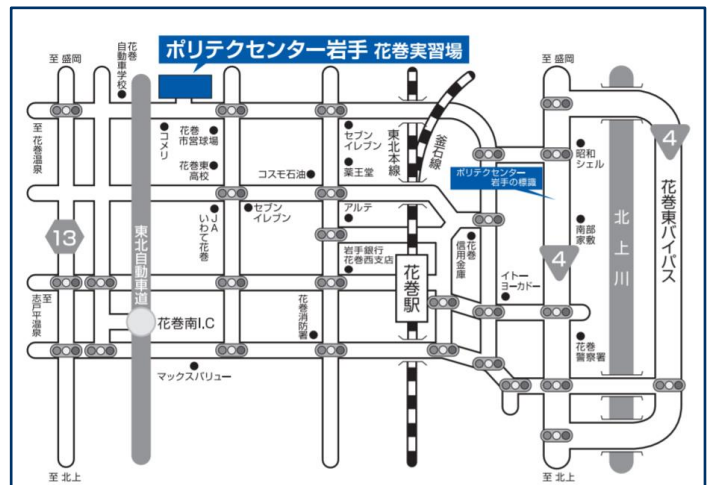 ポリテクセンター岩手 花巻実習場
至 盛岡
花巻
自動車学校
至 盛岡
至 花巻温泉
コメリ
花巻
市営球場
セブン
イレブン
東北本線
釜石線
4
昭和
シェル
花巻東
高校
コスモ石油
薬王堂
ポリテクセンター
岩手の標識
花巻東バイパス
13
東北自動車道
JA
いわて花巻
セブン
イレブン
アルテ
岩手銀行
花巻西支店
花巻
信用金庫
南部
家敷
北上川
4
花巻駅
イトー
ヨーカドー
至
志戸平温泉
花巻南I.C
花巻消防署
花巻
警察署
マックスバリュー
至 北上
至 北上